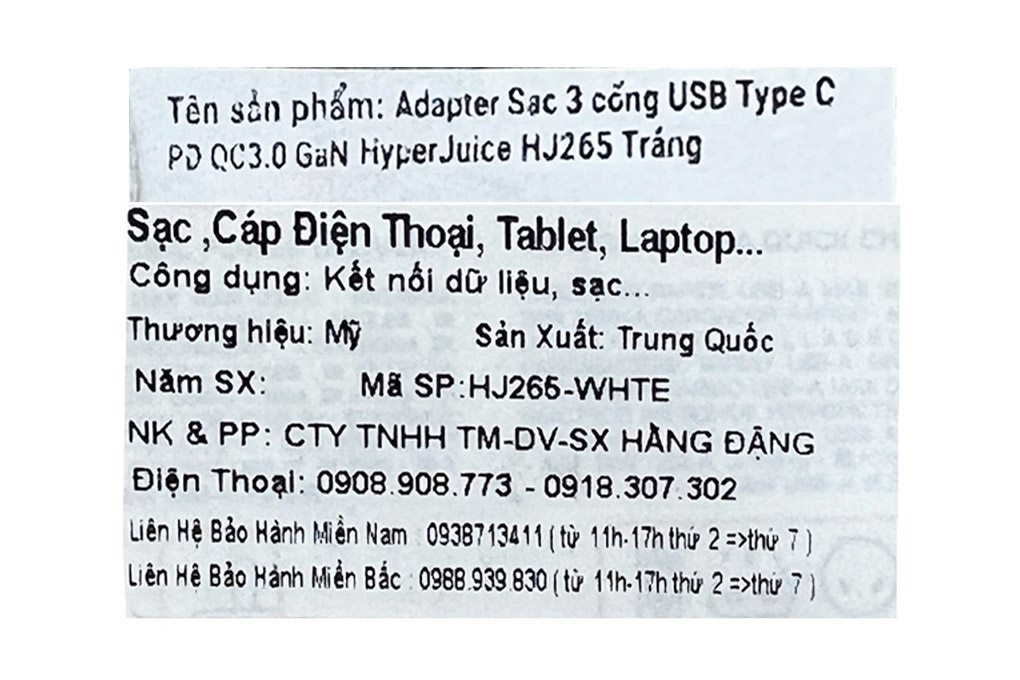 Tên sản phẩm: Adapter Sạc 3 cổng USB Type C
PD QC3.0 GaN HyperJuice HJ265 Trắng
Sạc ,Cáp Điện Thoại, Tablet, Laptop...
Công dụng: Kết nối dữ liệu, sạc...
Thương hiệu: Mỹ Sản Xuất: Trung Quốc
Năm SX: Mã SP:HJ265-WHTE
NK & PP: CTY TNHH TM-DV-SX HẰNG ĐẶNG
Điện Thoại: 0908.908.773 - 0918.307.302
Liên Hệ Bảo Hành Miền Nam : 0938713411 ( từ 11h-17h thứ 2 =>thứ 7 )
Liên Hệ Bảo Hành Miền Bắc : 0988.939.830 ( từ 11h-17h thứ 2 =>thứ 7 )